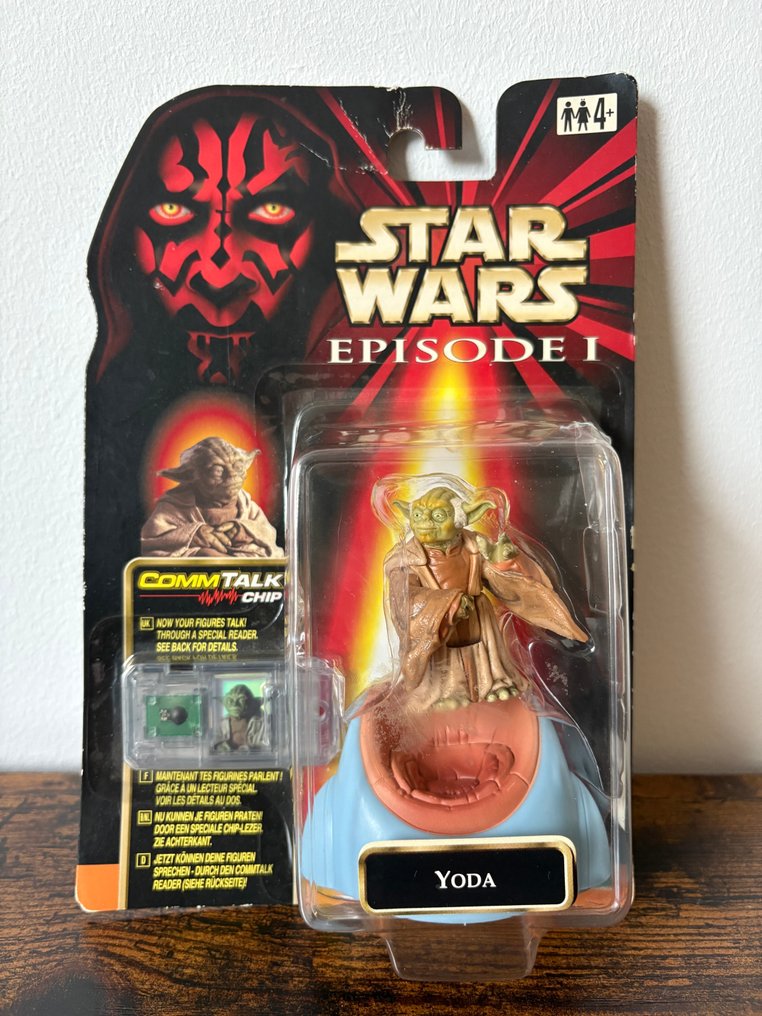 4+
STAR
WARS
EPISODE I
COMMTALK
CHIP
UK NOW YOUR FIGURES TALK!
THROUGH A SPECIAL READER.
SEE BACK FOR DETAILS.
F MAINTENANT TES FIGURINES PARLENT!
GRÂCE À UN LECTEUR SPÉCIAL
VOIR LES DÉTAILS AU DOS.
B/NL NU KUNNEN JE FIGUREN PRATEN!
DOOR EEN SPECIALE CHIP-LEZER.
ZIE ACHTERKANT.
D JETZT KÖNNEN DEINE FIGUREN
SPRECHEN - DURCH DEN COMMTALK
READER (SIEHE RÜCKSEITE)!
YODA